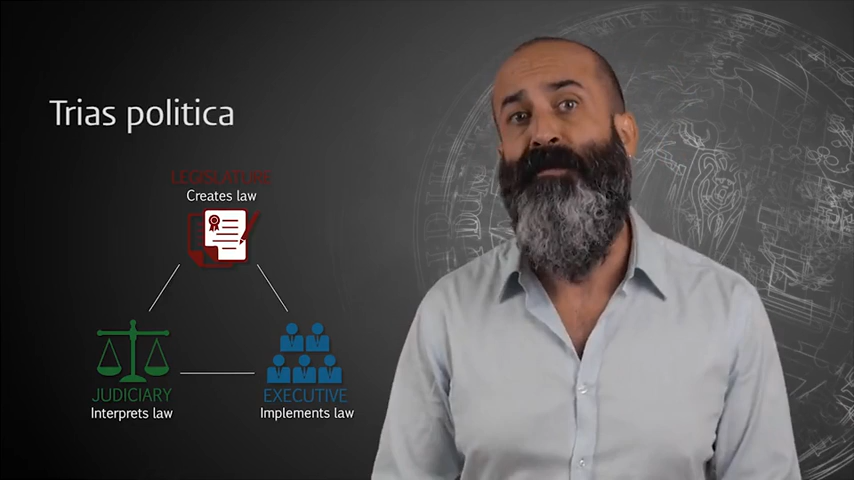 Trias politica
LEGISLATURE
Creates law
JUDICIARY
Interprets law
EXECUTIVE
Implements law